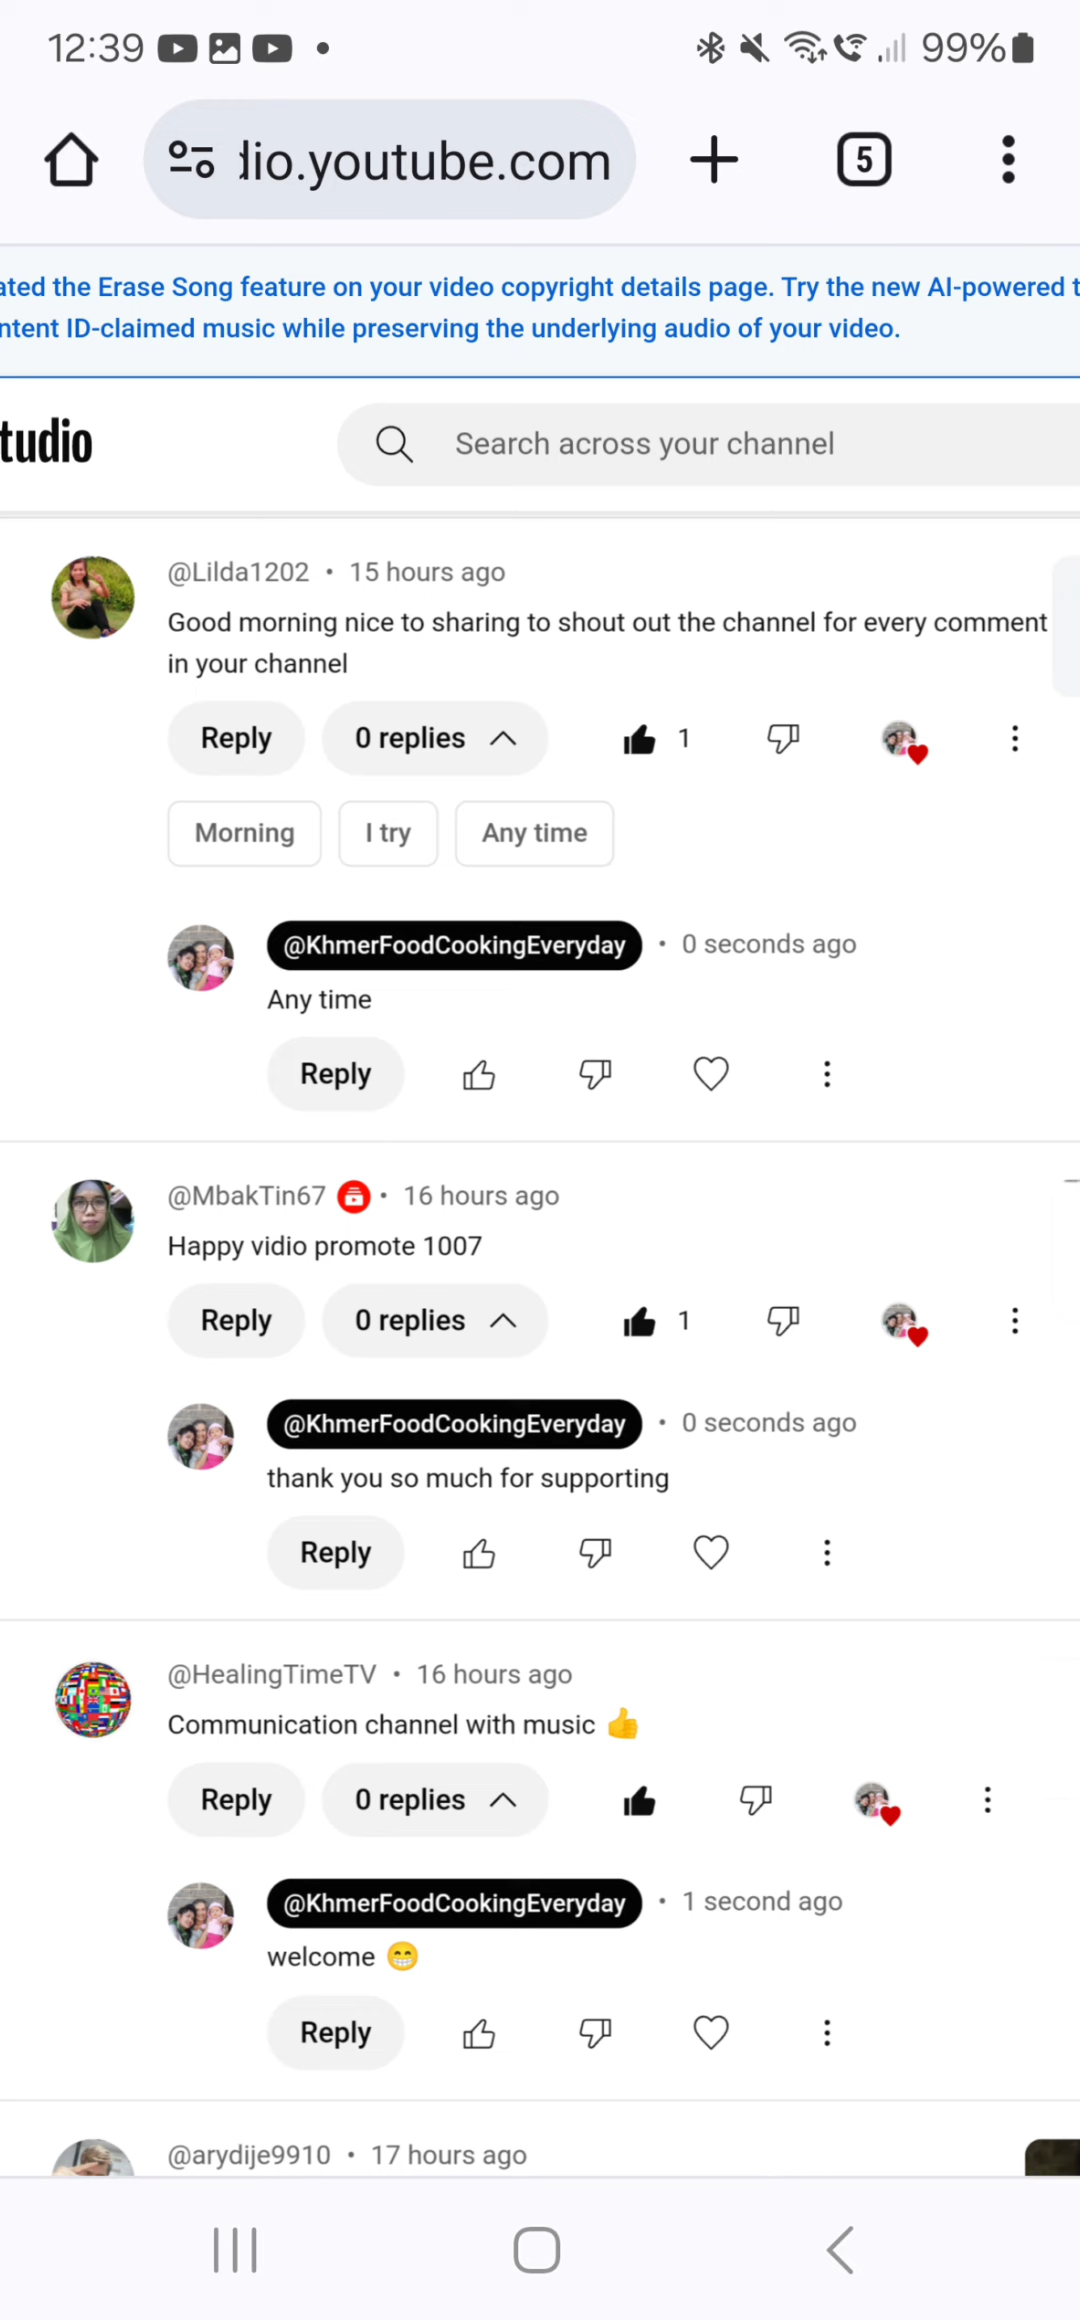 12:39
99%
dio.youtube.com
5
ated the Erase Song feature on your video copyright details page. Try the new AI-powered t
ntent ID-claimed music while preserving the underlying audio of your video.
tudio
Search across your channel
@Lilda1202 • 15 hours ago
Good morning nice to sharing to shout out the channel for every comment
in your channel
Reply
0 replies
1
Morning
I try
Any time
@KhmerFoodCookingEveryday • 0 seconds ago
Any time
Reply
@MbakTin67 • 16 hours ago
Happy vidio promote 1007
Reply
0 replies
1
@KhmerFoodCookingEveryday • 0 seconds ago
thank you so much for supporting
Reply
@HealingTimeTV • 16 hours ago
Communication channel with music 👍
Reply
0 replies
@KhmerFoodCookingEveryday • 1 second ago
welcome 😁
Reply
@arydije9910 • 17 hours ago